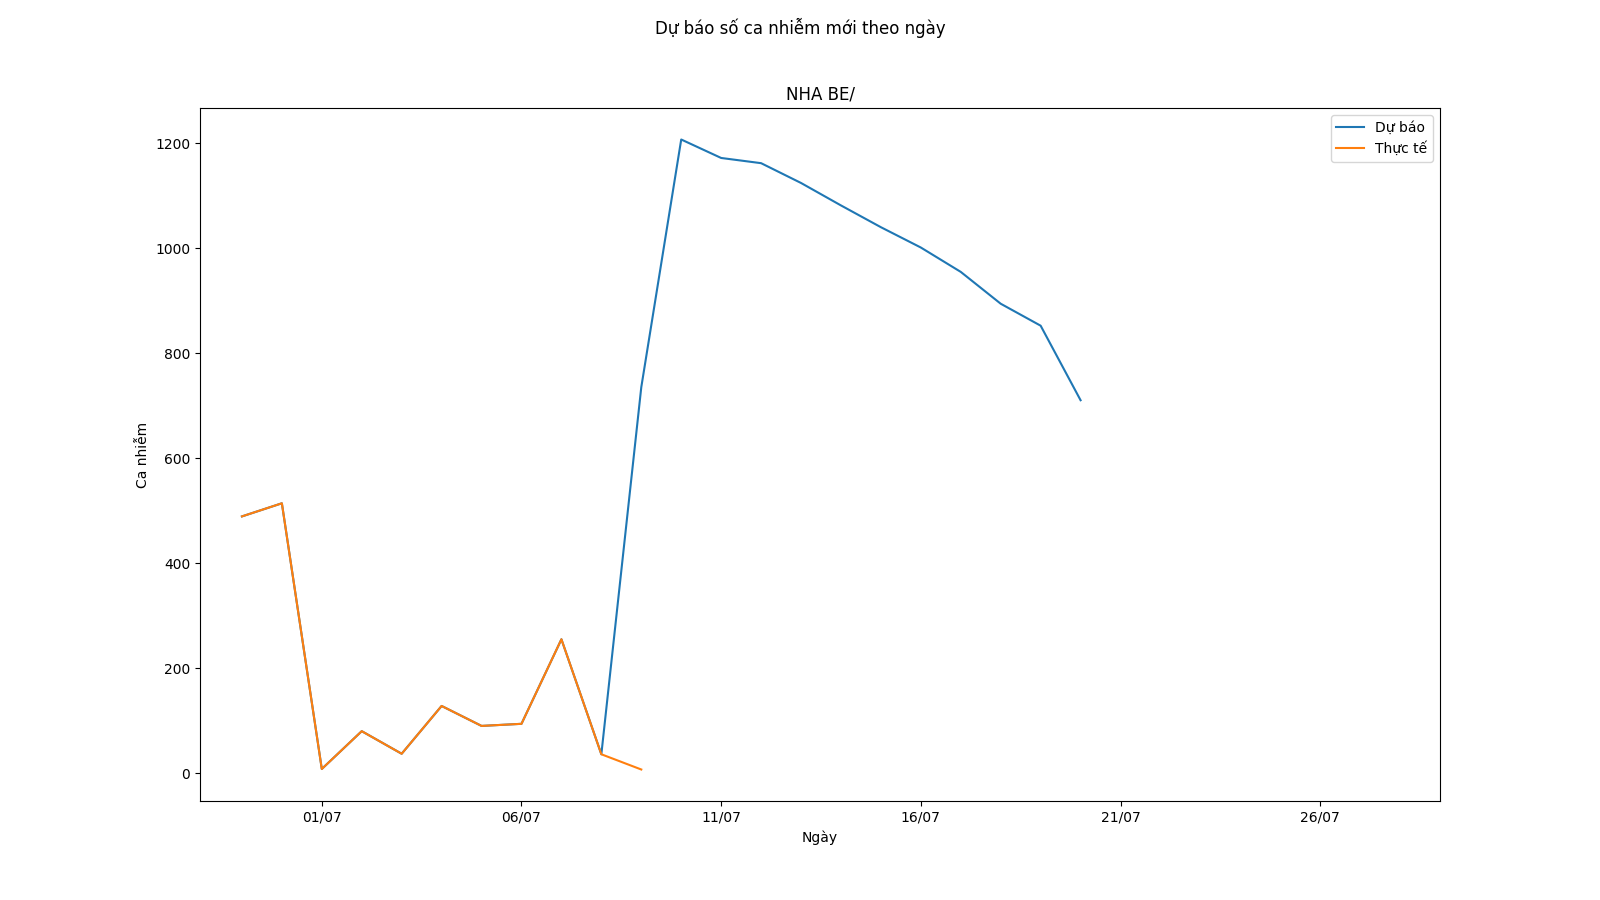 Dự báo số ca nhiễm mới theo ngày
NHA BE/
Dự báo
Thực tế
1200
1000
800
600
400
200
0
Ca nhiễm
01/07
06/07
11/07
16/07
21/07
26/07
Ngày